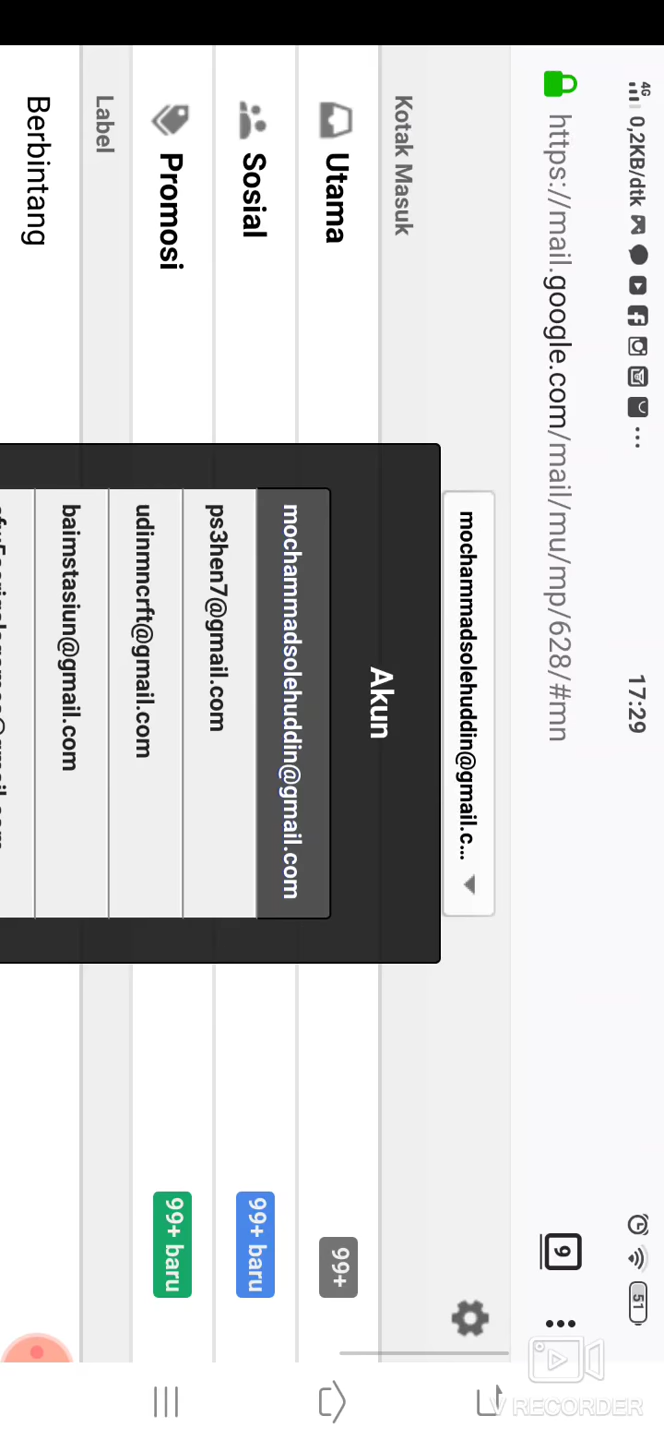 4G 0,2KB/dtk
17:29
51
https://mail.google.com/mail/mu/mp/628/#mn
9
mochammadsolehuddin@gmail.c...
Kotak Masuk
Utama
99+
Sosial
99+ baru
Promosi
99+ baru
Label
Berbintang
Akun
mochammadsolehuddin@gmail.com
ps3hen7@gmail.com
udinmncrft@gmail.com
baimstasiun@gmail.com
V RECORDER